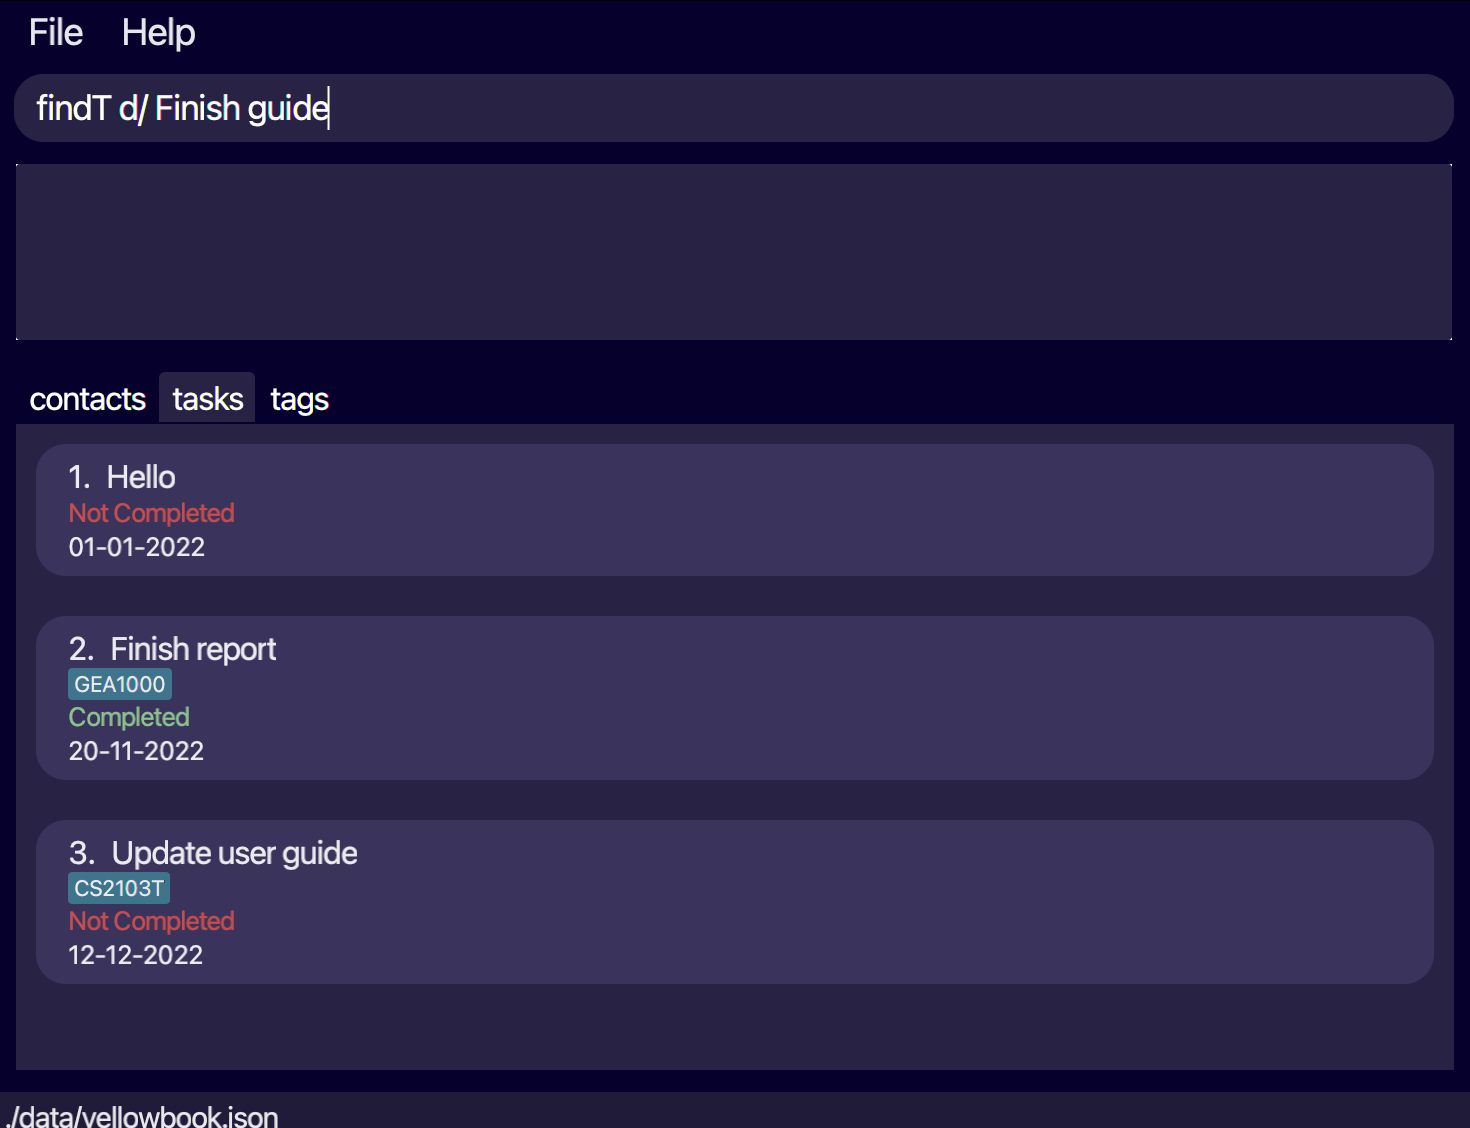 File Help
findT d/ Finish guide
contacts tasks tags
1. Hello
Not Completed
01-01-2022
2. Finish report
GEA1000
Completed
20-11-2022
3. Update user guide
CS2103T
Not Completed
12-12-2022
./data/yellowbook.json